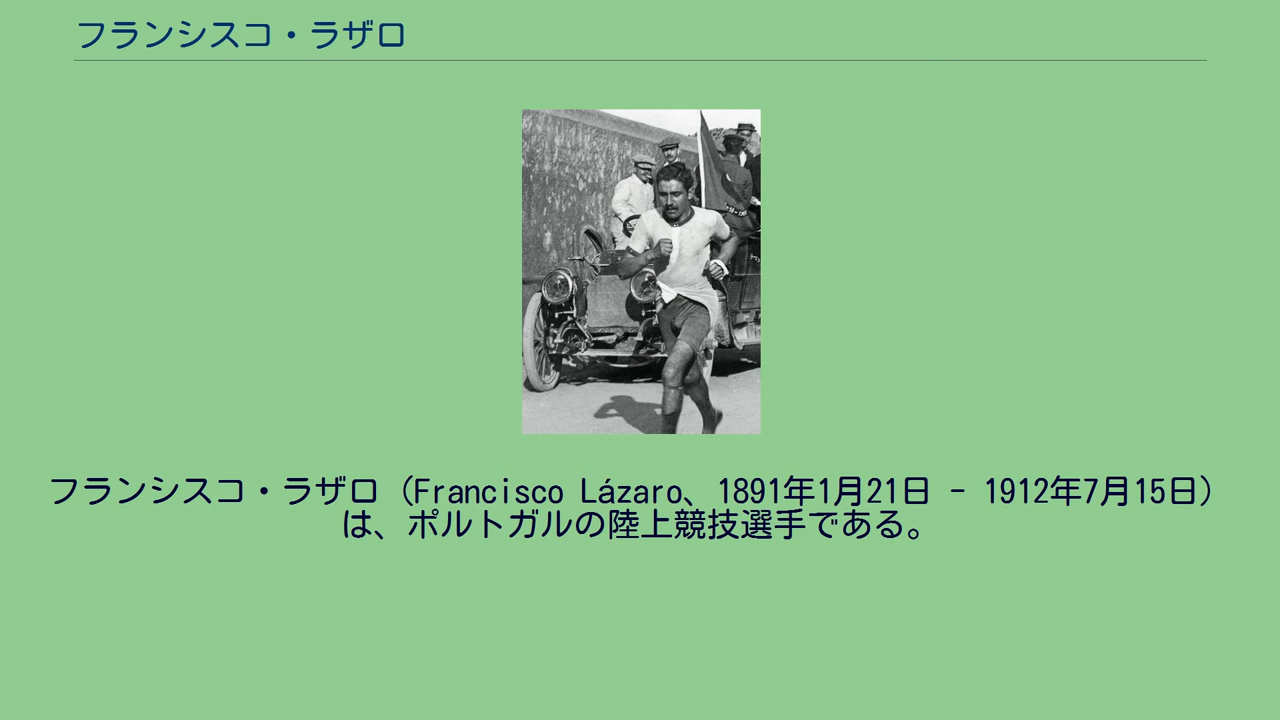 フランシスコ・ラザロ
フランシスコ・ラザロ（Francisco Lázaro、1891年1月21日 - 1912年7月15日）
は、ポルトガルの陸上競技選手である。